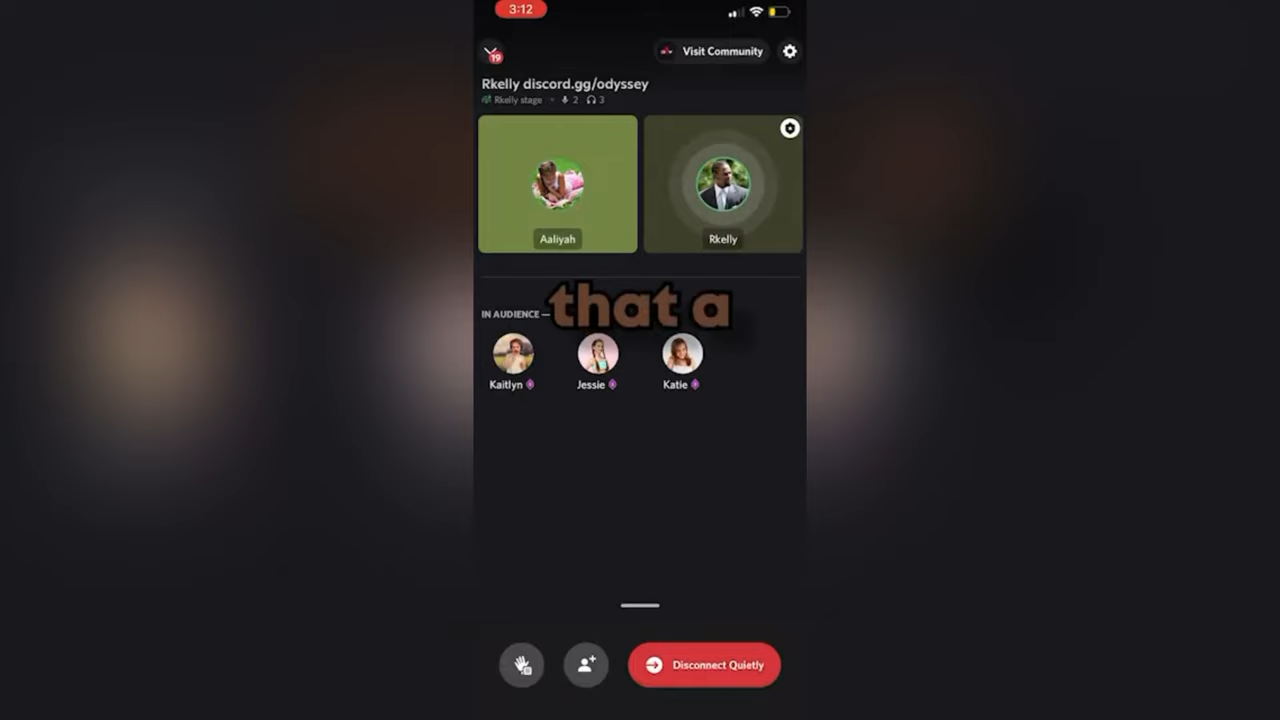 3:12
19
Visit Community
Rkelly discord.gg/odyssey
Rkelly stage 2 3
Aaliyah
Rkelly
that a
IN AUDIENCE —
Kaitlyn
Jessie
Katie
Disconnect Quietly